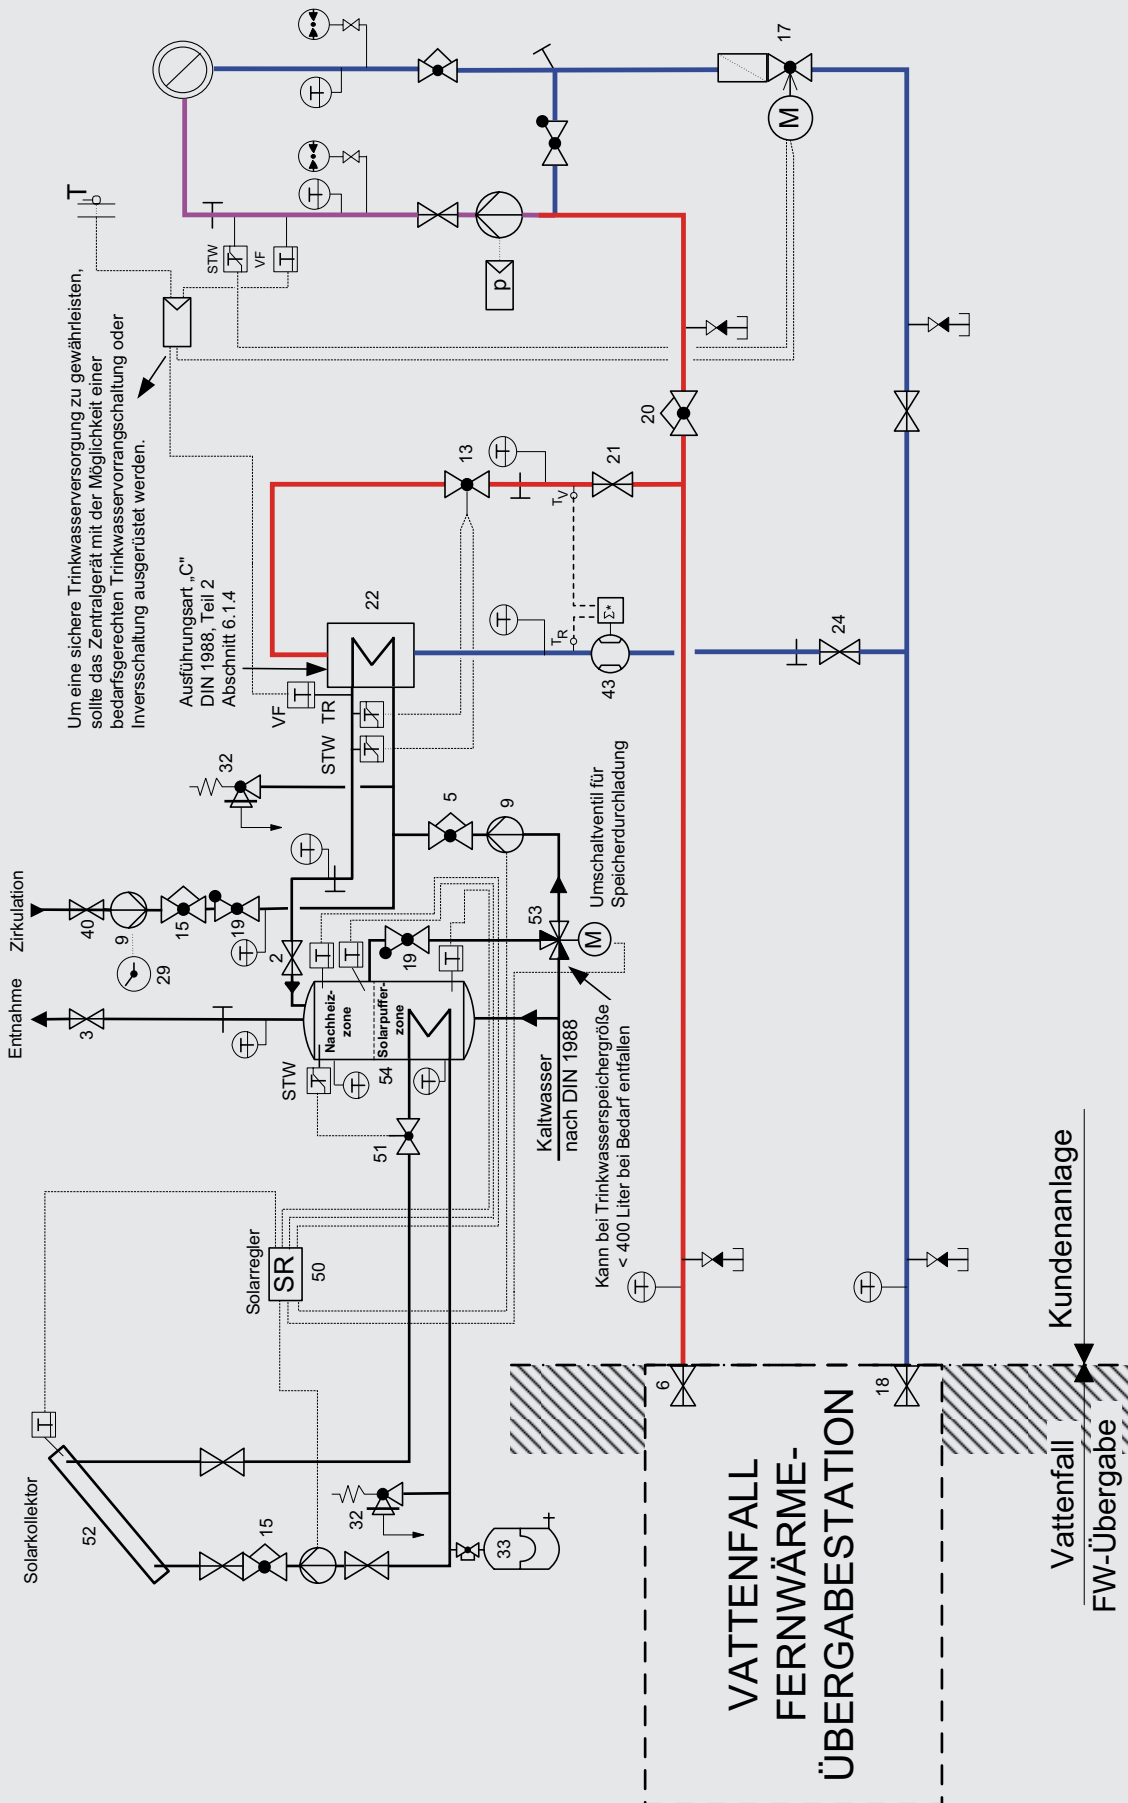 Solarkollektor
52
15
32
33
T
Solarregler
SR
50
Entnahme
Zirkulation
3
40
9
29
15
19
T
2
T
STW
T
T
T
T
T
T
Nachheiz-
zone
Solarpuffer-
zone
54
51
19
53
M
Kaltwasser
nach DIN 1988
Kann bei Trinkwasserspeichergröße
< 400 Liter bei Bedarf entfallen
Umschaltventil für
Speicherdurchladung
5
9
32
T
VF
T
STW
TR
T
T
22
Ausführungsart „C"
DIN 1988, Teil 2
Abschnitt 6.1.4
Um eine sichere Trinkwasserversorgung zu gewährleisten,
sollte das Zentralgerät mit der Möglichkeit einer
bedarfsgerechten Trinkwasservorrangschaltung oder
Inversschaltung ausgerüstet werden.
T
STW
T
VF
T
T
T
p
17
M
13
T
TV
21
20
T
TR
Σ*
43
24
T
T
6
18
VATTENFALL
FERNWÄRME-
ÜBERGABESTATION
Vattenfall
FW-Übergabe
Kundenanlage